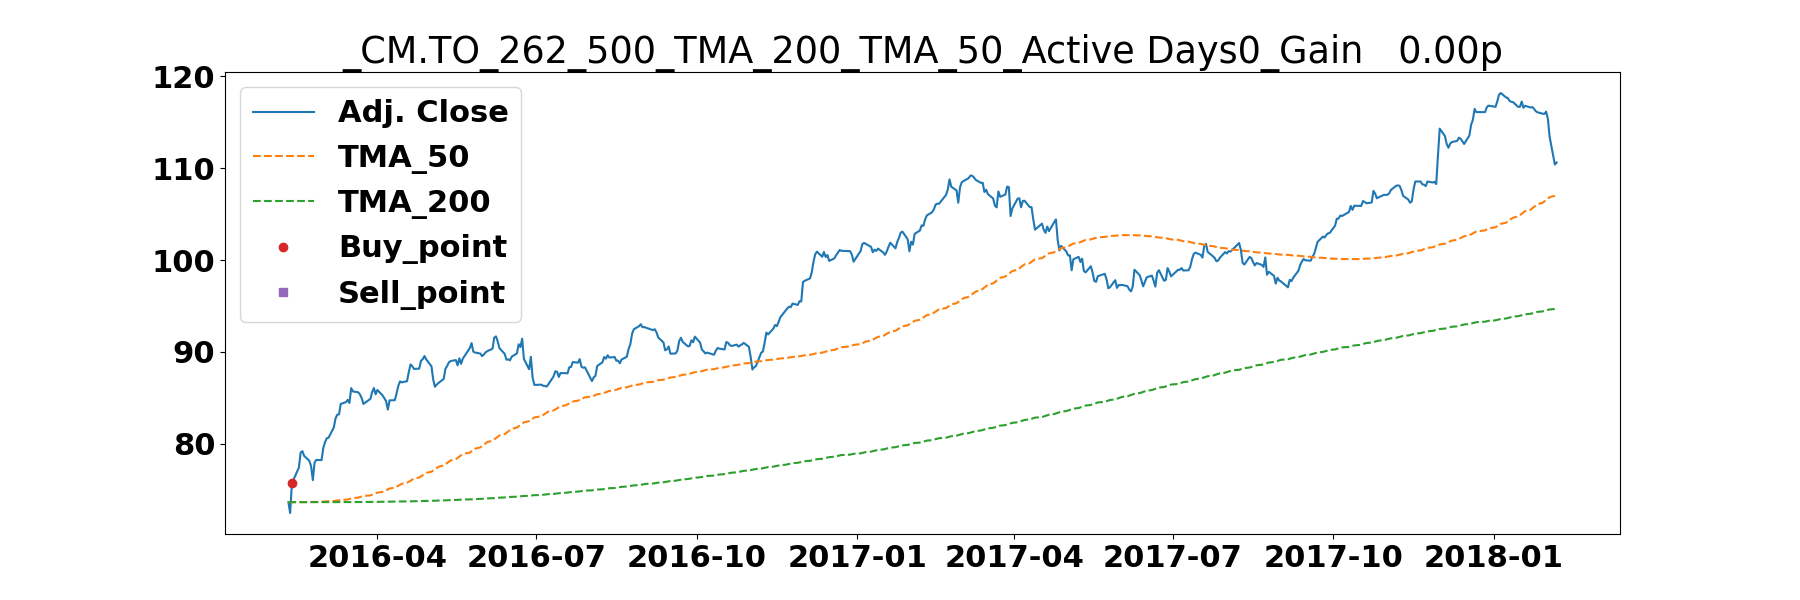 _CM.TO_262_500_TMA_200_TMA_50_Active Days0_Gain   0.00p
120
110
100
90
80
Adj. Close
TMA_50
TMA_200
Buy_point
Sell_point
2016-04 2016-07 2016-10 2017-01 2017-04 2017-07 2017-10 2018-01